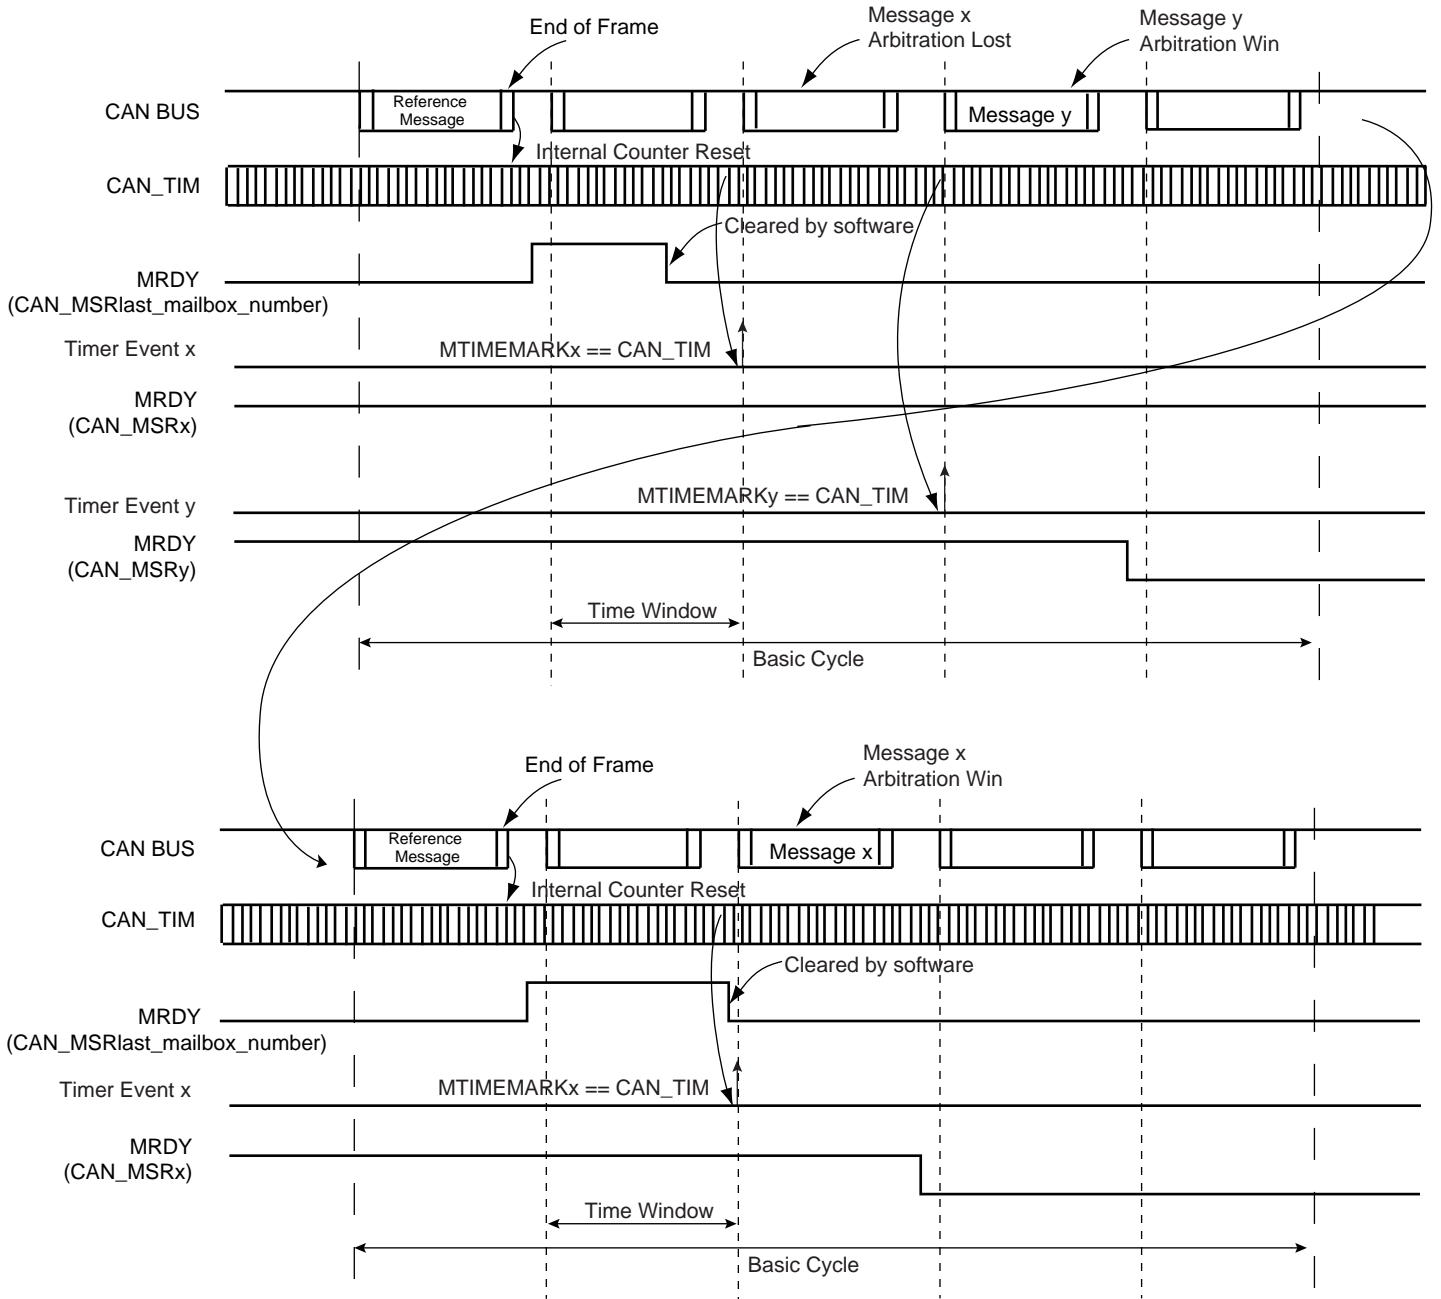 End of Frame
Message x
Arbitration Lost
Message y
Arbitration Win
CAN BUS
Reference
Message
Message y
Internal Counter Reset
CAN_TIM
Cleared by software
MRDY
(CAN_MSRlast_mailbox_number)
Timer Event x
MTIMEMARKx == CAN_TIM
MRDY
(CAN_MSRx)
Timer Event y
MTIMEMARKy == CAN_TIM
MRDY
(CAN_MSRy)
Time Window
Basic Cycle
End of Frame
Message x
Arbitration Win
CAN BUS
Reference
Message
Message x
Internal Counter Reset
CAN_TIM
Cleared by software
MRDY
(CAN_MSRlast_mailbox_number)
Timer Event x
MTIMEMARKx == CAN_TIM
MRDY
(CAN_MSRx)
Time Window
Basic Cycle